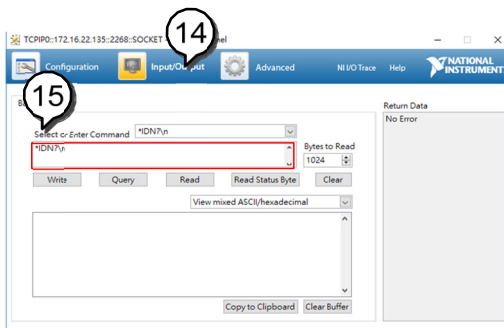 TCPIP0::172.16.22.135::2268::SOCKET
14
Configuration
Input/Output
Advanced
NI I/O Trace
Help
NATIONAL
INSTRUMENTS
15
Return Data
No Error
Select or Enter Command
*IDN?\n
*IDN?\n
Bytes to Read
1024
Write
Query
Read
Read Status Byte
Clear
View mixed ASCII/hexadecimal
Copy to Clipboard
Clear Buffer